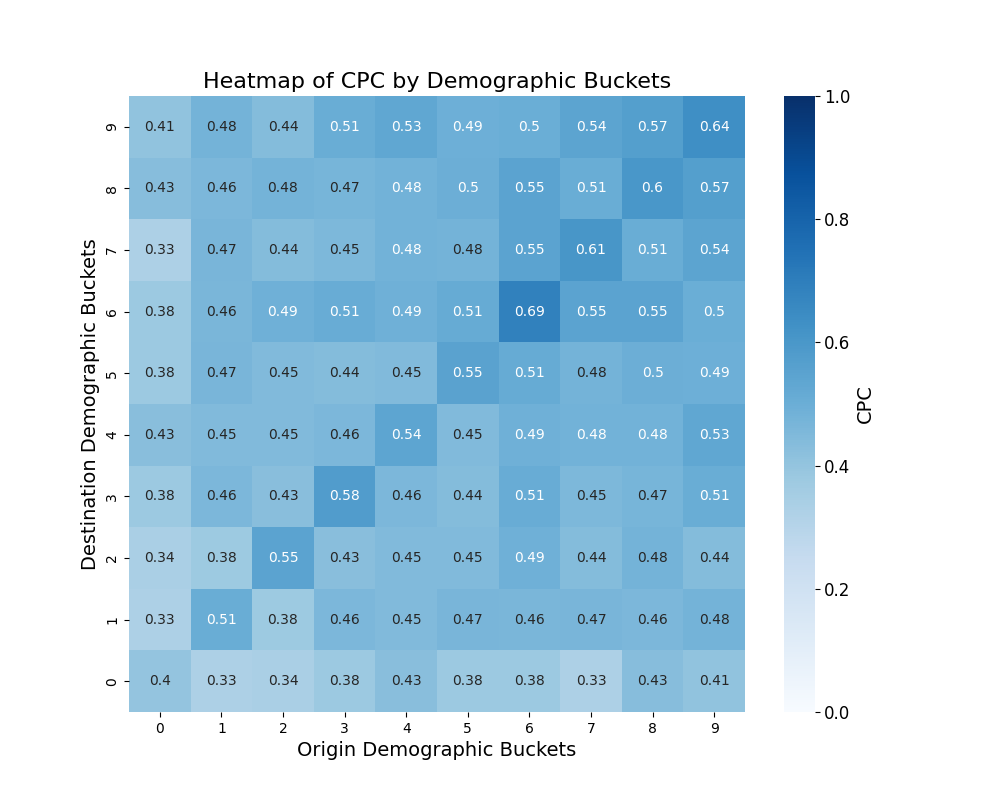 Heatmap of CPC by Demographic Buckets
9 0.41 0.48 0.44 0.51 0.53 0.49 0.5 0.54 0.57 0.64
8 0.43 0.46 0.48 0.47 0.48 0.5 0.55 0.51 0.6 0.57
7 0.33 0.47 0.44 0.45 0.48 0.48 0.55 0.61 0.51 0.54
6 0.38 0.46 0.49 0.51 0.49 0.51 0.69 0.55 0.55 0.5
5 0.38 0.47 0.45 0.44 0.45 0.55 0.51 0.48 0.5 0.49
4 0.43 0.45 0.45 0.46 0.54 0.45 0.49 0.48 0.48 0.53
3 0.38 0.46 0.43 0.58 0.46 0.44 0.51 0.45 0.47 0.51
2 0.34 0.38 0.55 0.43 0.45 0.45 0.49 0.44 0.48 0.44
1 0.33 0.51 0.38 0.46 0.45 0.47 0.46 0.47 0.46 0.48
0 0.4 0.33 0.34 0.38 0.43 0.38 0.38 0.33 0.43 0.41
0 1 2 3 4 5 6 7 8 9
Origin Demographic Buckets
Destination Demographic Buckets
1.0
0.8
0.6
0.4
0.2
0.0
CPC